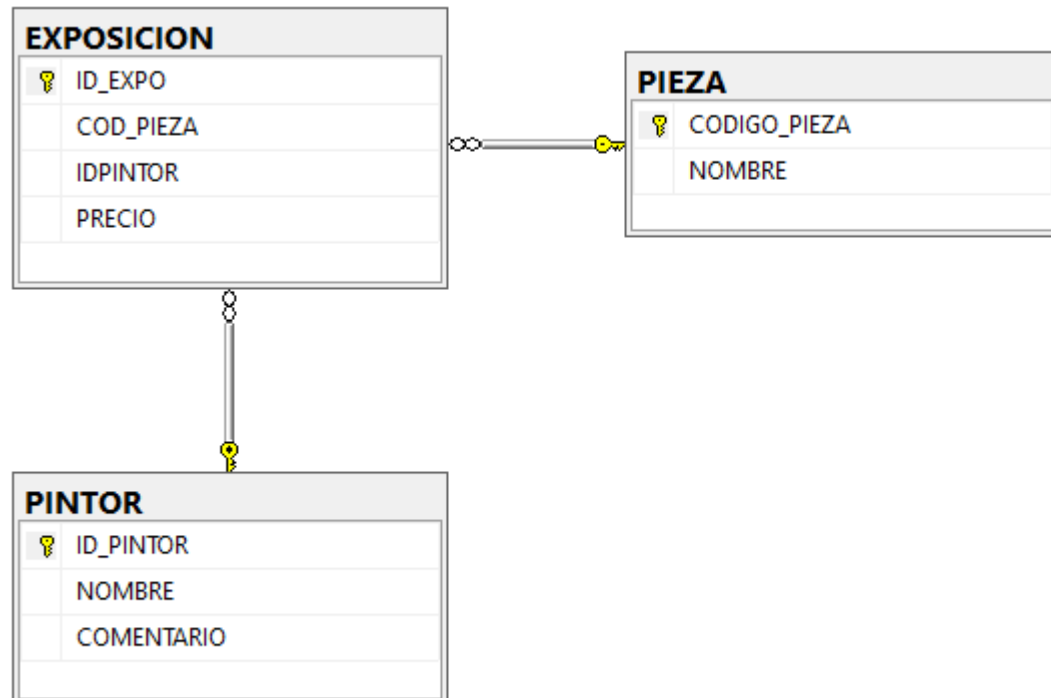 EXPOSICION
ID_EXPO
COD_PIEZA
IDPINTOR
PRECIO
PIEZA
CODIGO_PIEZA
NOMBRE
PINTOR
ID_PINTOR
NOMBRE
COMENTARIO